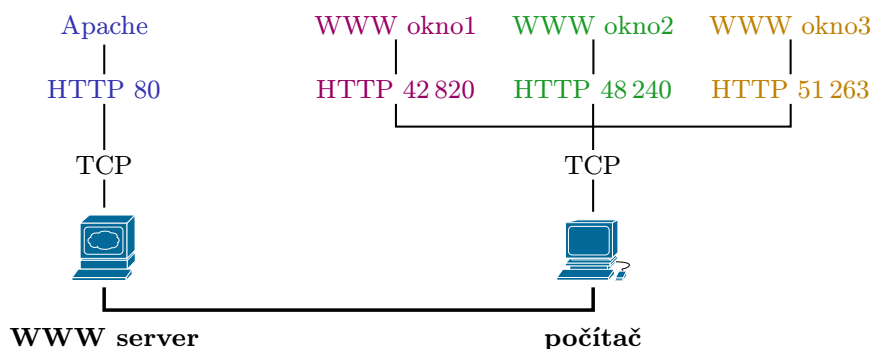 Apache WWW okno1 WWW okno2 WWW okno3
HTTP 80 HTTP 42 820 HTTP 48 240 HTTP 51 263
TCP TCP
WWW server počítač